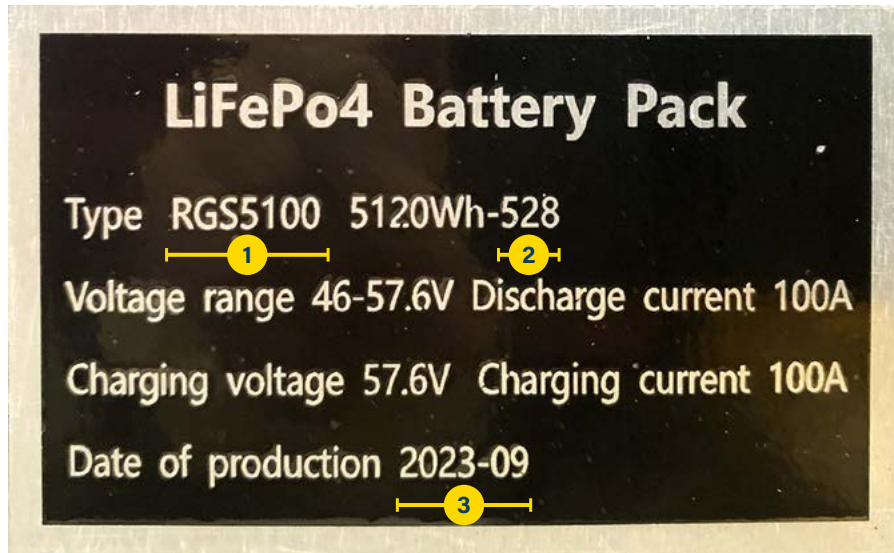 LiFePo4 Battery Pack
Type RGS5100 5120Wh-528
1 2
Voltage range 46-57.6V Discharge current 100A
Charging voltage 57.6V Charging current 100A
Date of production 2023-09
3